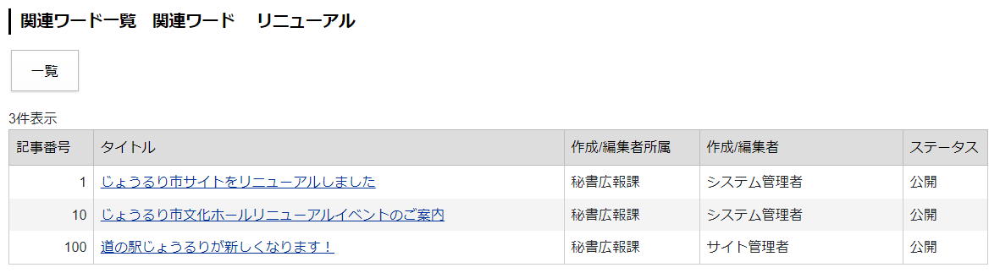 関連ワード一覧　関連ワード　リニューアル
一覧
3件表示
記事番号 タイトル 作成/編集者所属 作成/編集者 ステータス
1 じょうるり市サイトをリニューアルしました 秘書広報課 システム管理者 公開
10 じょうるり市文化ホールリニューアルイベントのご案内 秘書広報課 システム管理者 公開
100 道の駅じょうるりが新しくなります！ 秘書広報課 サイト管理者 公開